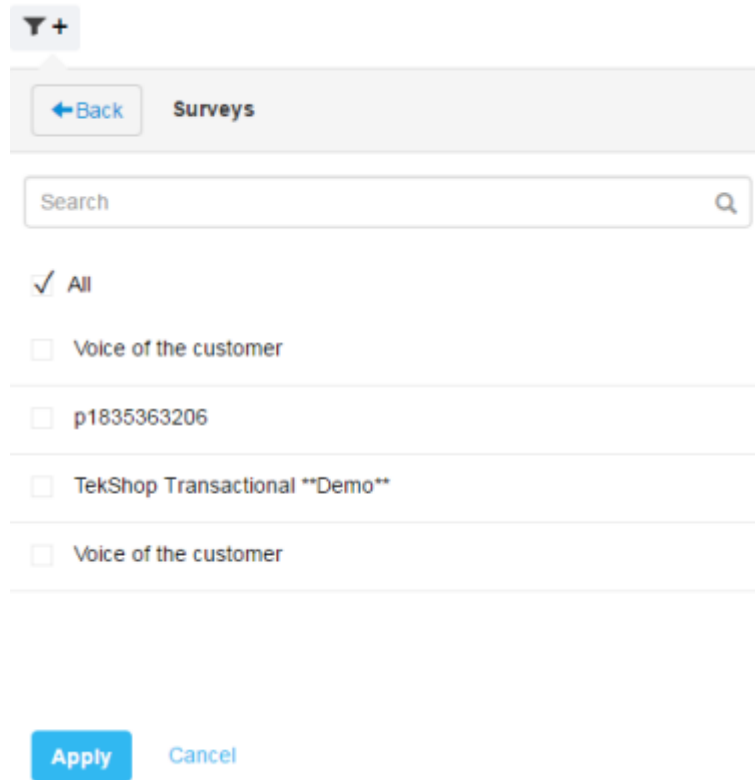 +
Back Surveys
Search
All
Voice of the customer
p1835363206
TekShop Transactional **Demo**
Voice of the customer
Apply Cancel